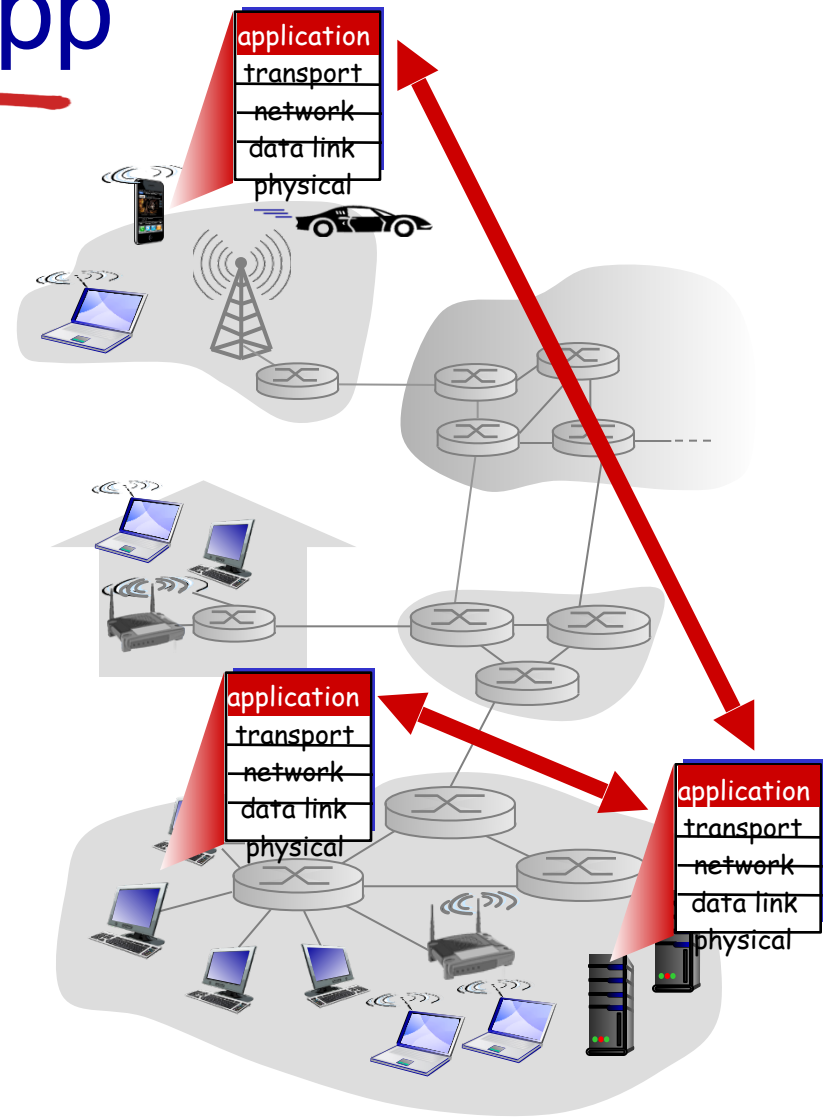 pp
application
transport
network
data link
physical
application
transport
network
data link
physical
application
transport
network
data link
physical